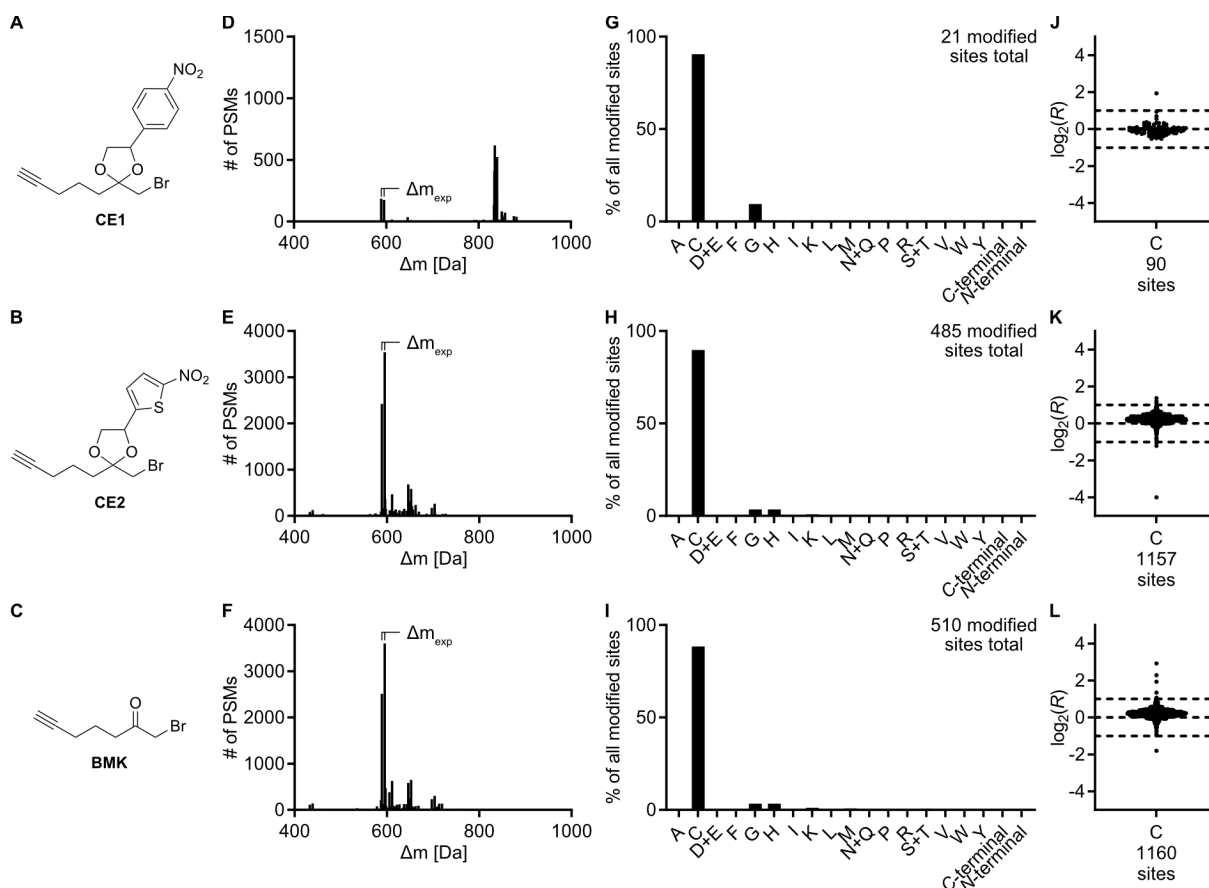 A
NO2
O
O
Br
CE1
D
1500
1000
500
0
400
600
800
1000
# of PSMs
Δm [Da]
Δmexp
G
100
50
0
% of all modified sites
21 modified
sites total
A
C
D+E
F
G
H
I
K
L
M
N+Q
P
R
S+T
V
W
Y
C-terminal
N-terminal
J
4
2
0
-2
-4
log2(R)
C
90
sites
B
NO2
S
O
O
Br
CE2
E
4000
3000
2000
1000
0
400
600
800
1000
# of PSMs
Δm [Da]
Δmexp
H
100
50
0
% of all modified sites
485 modified
sites total
A
C
D+E
F
G
H
I
K
L
M
N+Q
P
R
S+T
V
W
Y
C-terminal
N-terminal
K
4
2
0
-2
-4
log2(R)
C
1157
sites
C
O
Br
BMK
F
4000
3000
2000
1000
0
400
600
800
1000
# of PSMs
Δm [Da]
Δmexp
I
100
50
0
% of all modified sites
510 modified
sites total
A
C
D+E
F
G
H
I
K
L
M
N+Q
P
R
S+T
V
W
Y
C-terminal
N-terminal
L
4
2
0
-2
-4
log2(R)
C
1160
sites